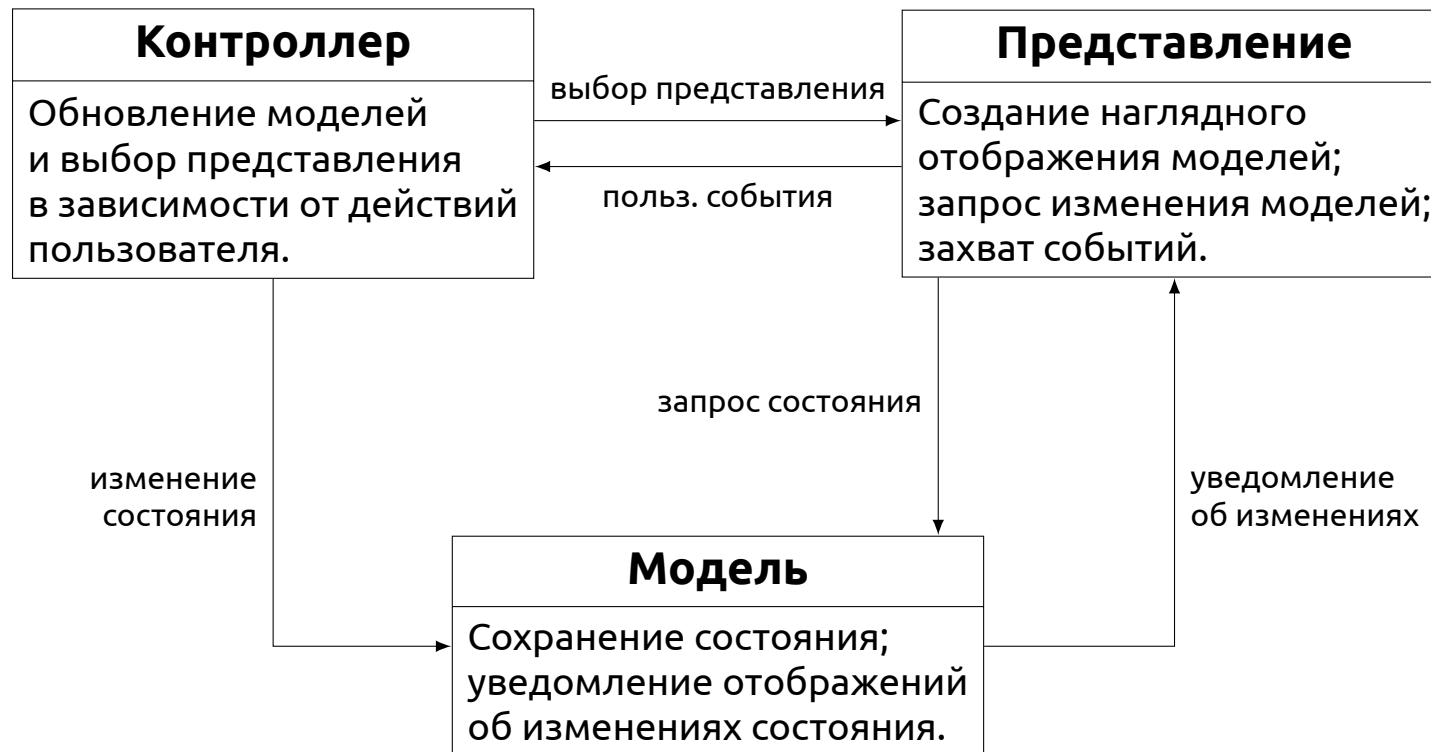 Контроллер
Обновление моделей
и выбор представления
в зависимости от действий
пользователя.
выбор представления
польз. события
Представление
Создание наглядного
отображения моделей;
запрос изменения моделей;
захват событий.
запрос состояния
изменение
состояния
уведомление
об изменениях
Модель
Сохранение состояния;
уведомление отображений
об изменениях состояния.